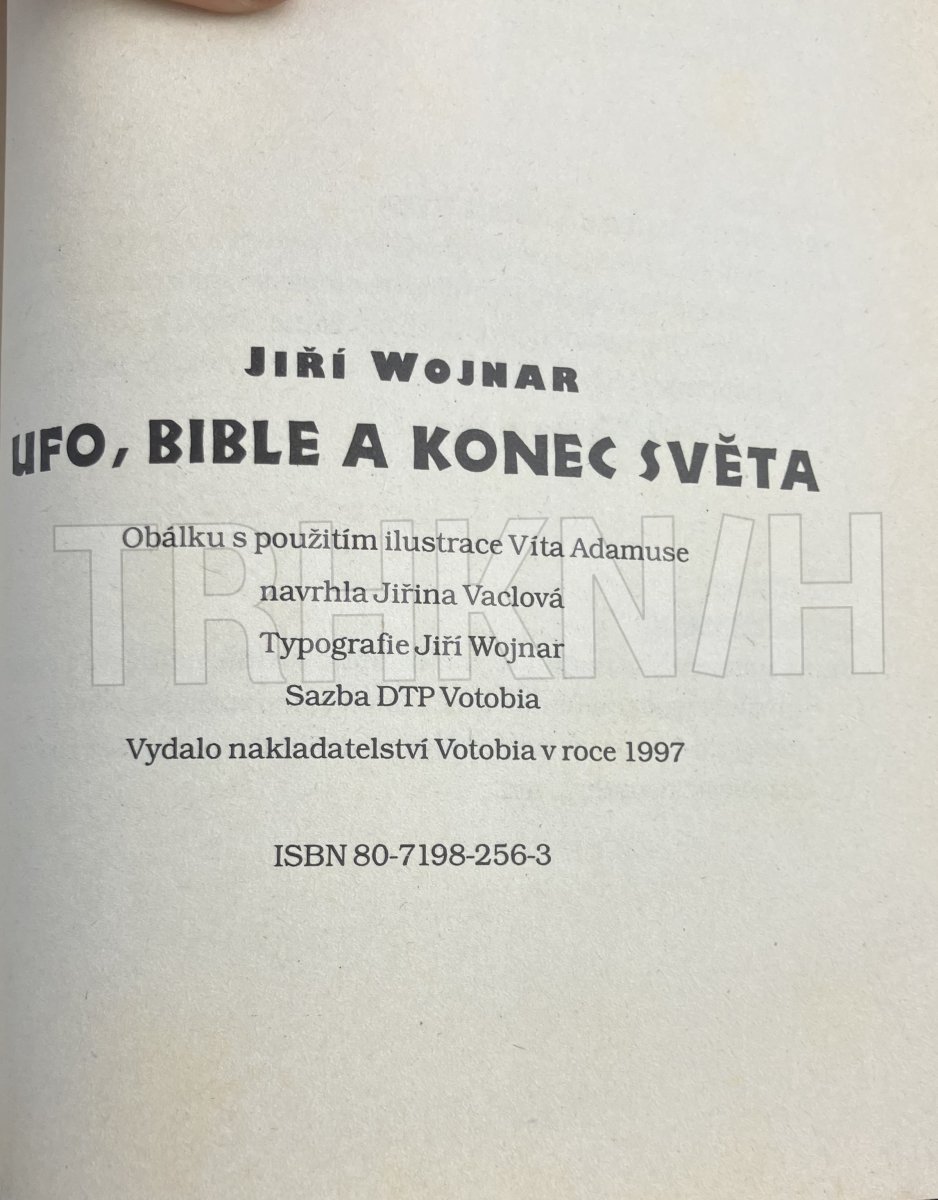 Jiří Wojnar
UFO, BIBLE A KONEC SVĚTA
Obálku s použitím ilustrace Víta Adamuse
navrhla Jiřina Vaclová
Typografie Jiří Wojnar
Sazba DTP Votobia
Vydalo nakladatelství Votobia v roce 1997
ISBN 80-7198-256-3
TRHKN/H